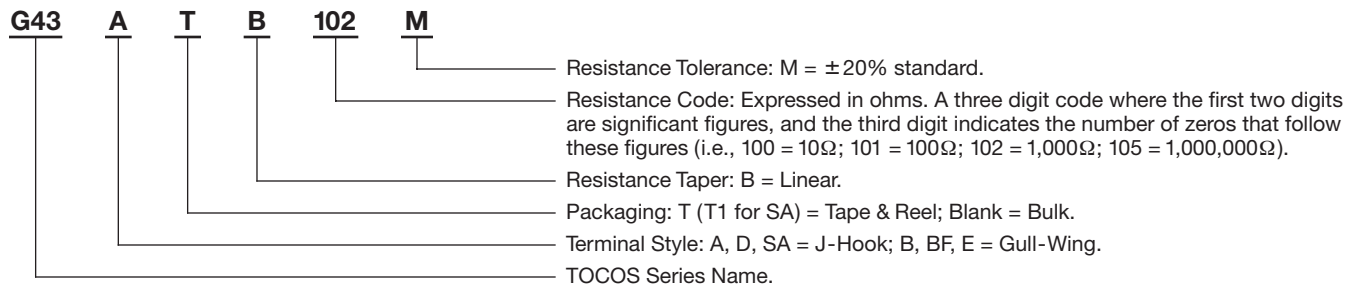 G43 A T B 102 M
Resistance Tolerance: M = ±20% standard.
Resistance Code: Expressed in ohms. A three digit code where the first two digits
are significant figures, and the third digit indicates the number of zeros that follow
these figures (i.e., 100 = 10Ω; 101 = 100Ω; 102 = 1,000Ω; 105 = 1,000,000Ω).
Resistance Taper: B = Linear.
Packaging: T (T1 for SA) = Tape & Reel; Blank = Bulk.
Terminal Style: A, D, SA = J-Hook; B, BF, E = Gull-Wing.
TOCOS Series Name.